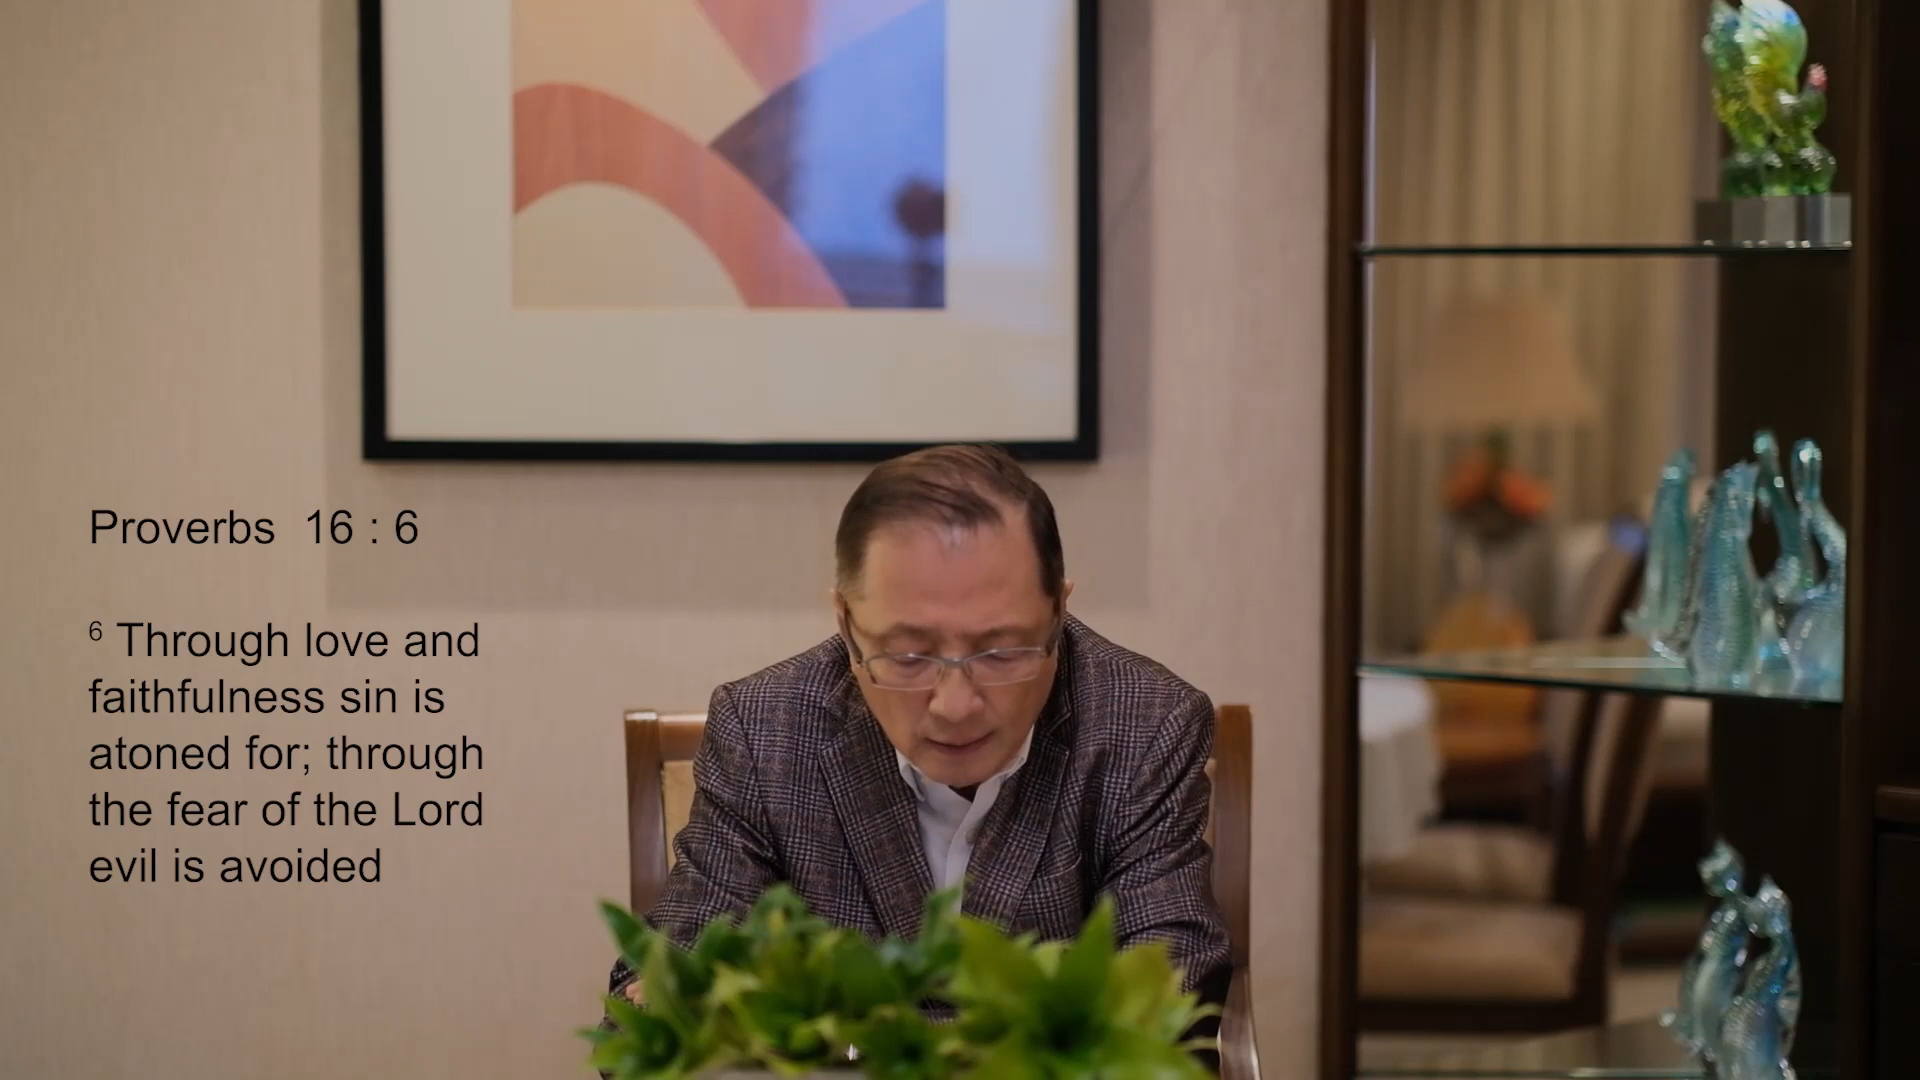 Proverbs 16 : 6
6 Through love and
faithfulness sin is
atoned for; through
the fear of the Lord
evil is avoided